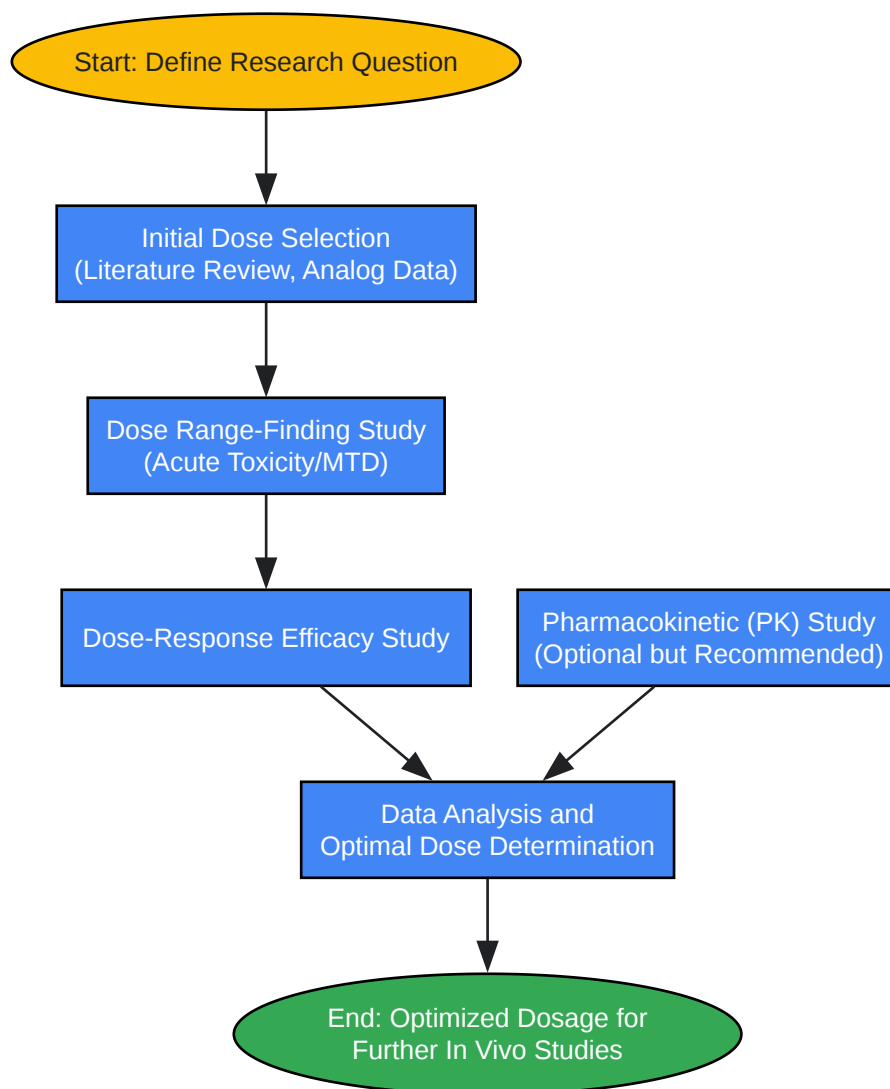 Start: Define Research Question
Initial Dose Selection
(Literature Review, Analog Data)
Dose Range-Finding Study
(Acute Toxicity/MTD)
Dose-Response Efficacy Study
Pharmacokinetic (PK) Study
(Optional but Recommended)
Data Analysis and
Optimal Dose Determination
End: Optimized Dosage for
Further In Vivo Studies